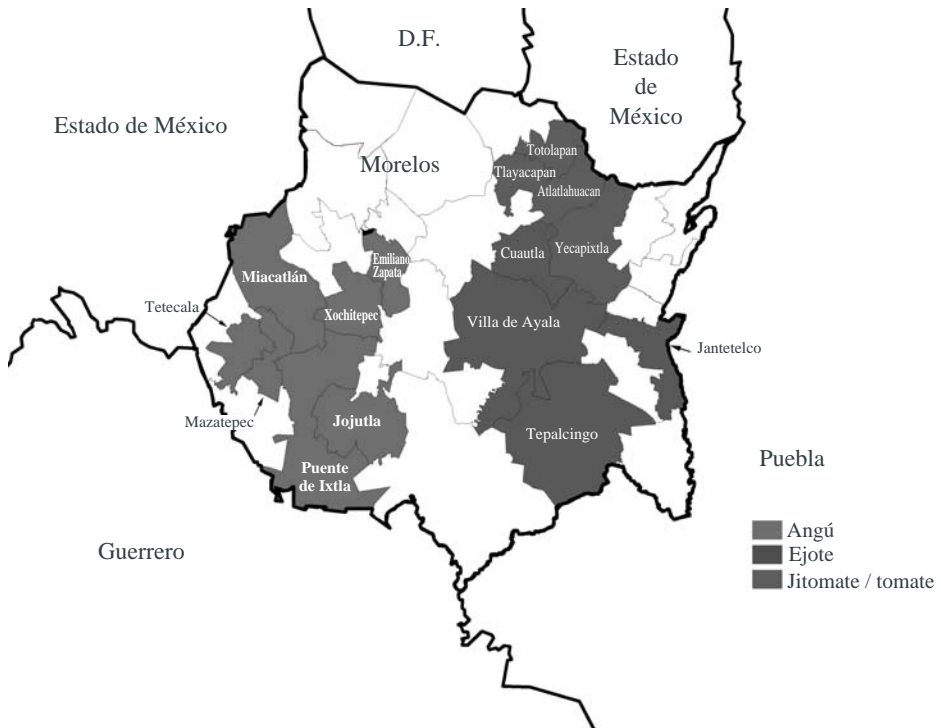 D.F.
Estado
de
México
Estado de México
Morelos
Totolapan
Tlayacapan
Atlatlahuacan
Cuautla
Yecapixtla
Emiliano
Zapata
Miacatlán
Tetecala
Xochitepec
Villa de Ayala
Jantetelco
Mazatepec
Jojutla
Tepalcingo
Puente
de Ixtla
Puebla
Guerrero
Angú
Ejote
Jitomate / tomate